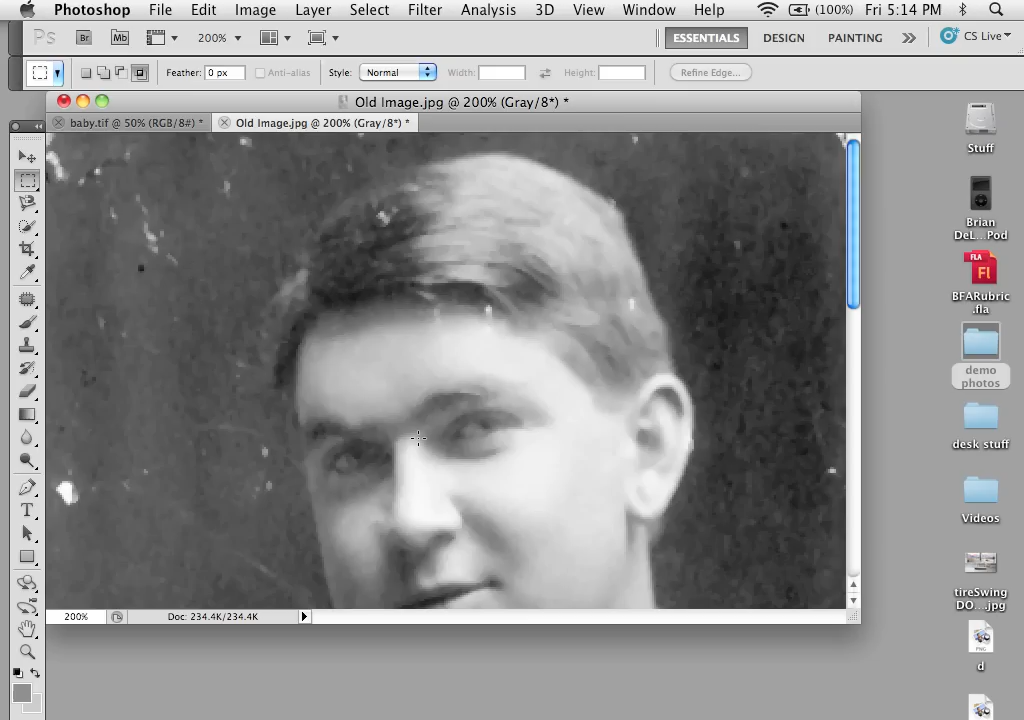 Photoshop File Edit Image Layer Select Filter Analysis 3D View Window Help (100%) Fri 5:14 PM
Ps Br Mb 200% ESSENTIALS DESIGN PAINTING CS Live
Feather: 0 px Anti-alias Style: Normal Width: Height: Refine Edge...
Old Image.jpg @ 200% (Gray/8*) *
baby.tif @ 50% (RGB/8#) * Old Image.jpg @ 200% (Gray/8*) *
T
200% Doc: 234.4K/234.4K
Stuff
Brian
DeL...Pod
FLA
Fl
BFARubric
.fla
demo
photos
desk stuff
Videos
tireSwing
DO...jpg
PNG
d